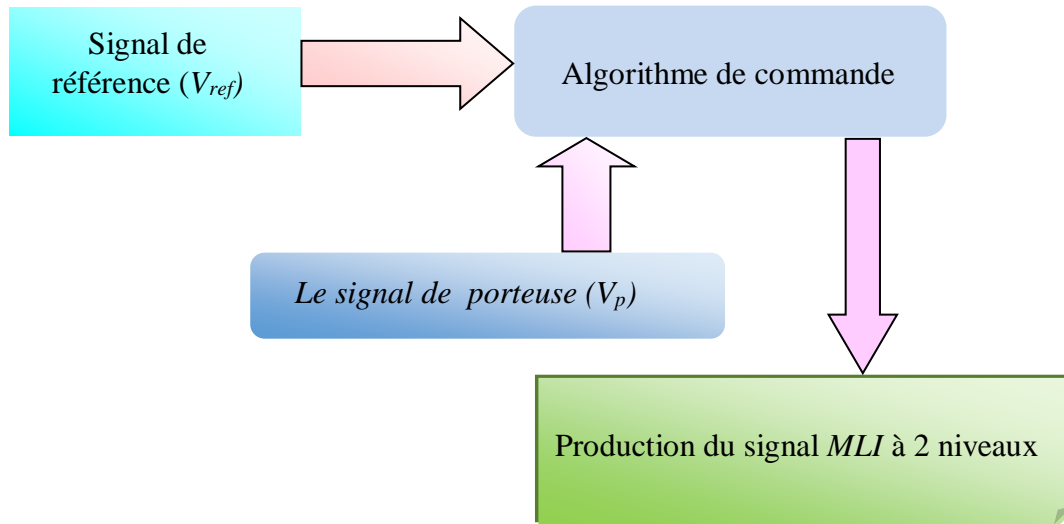 Signal de
référence (Vref)
Algorithme de commande
Le signal de porteuse (Vp)
Production du signal MLI à 2 niveaux